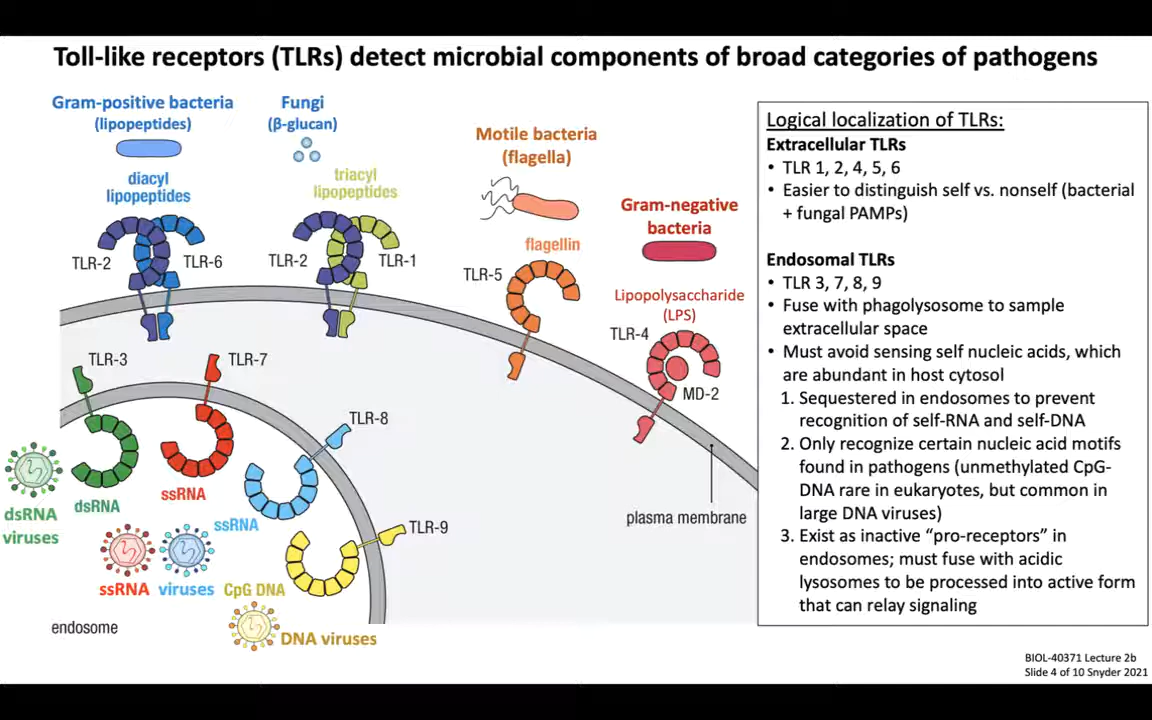 Toll-like receptors (TLRs) detect microbial components of broad categories of pathogens
Gram-positive bacteria
(lipopeptides)
diacyl
lipopeptides
TLR-2
TLR-6
Fungi
(β-glucan)
triacyl
lipopeptides
TLR-2
TLR-1
Motile bacteria
(flagella)
flagellin
TLR-5
Gram-negative
bacteria
Lipopolysaccharide
(LPS)
TLR-4
MD-2
plasma membrane
TLR-3
TLR-7
TLR-8
TLR-9
dsRNA
viruses
dsRNA
ssRNA
ssRNA
ssRNA viruses
CpG DNA
DNA viruses
endosome
Logical localization of TLRs:
Extracellular TLRs
• TLR 1, 2, 4, 5, 6
• Easier to distinguish self vs. nonself (bacterial
+ fungal PAMPs)
Endosomal TLRs
• TLR 3, 7, 8, 9
• Fuse with phagolysosome to sample
extracellular space
• Must avoid sensing self nucleic acids, which
are abundant in host cytosol
1. Sequestered in endosomes to prevent
recognition of self-RNA and self-DNA
2. Only recognize certain nucleic acid motifs
found in pathogens (unmethylated CpG-
DNA rare in eukaryotes, but common in
large DNA viruses)
3. Exist as inactive “pro-receptors” in
endosomes; must fuse with acidic
lysosomes to be processed into active form
that can relay signaling
BIOL-40371 Lecture 2b
Slide 4 of 10 Snyder 2021